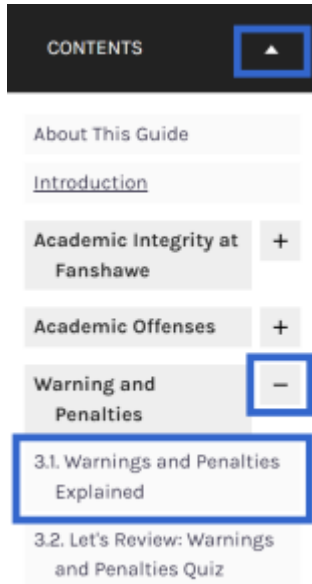 CONTENTS
About This Guide
Introduction
Academic Integrity at
Fanshawe
+
Academic Offenses
+
Warning and
Penalties
−
3.1. Warnings and Penalties
Explained
3.2. Let's Review: Warnings
and Penalties Quiz